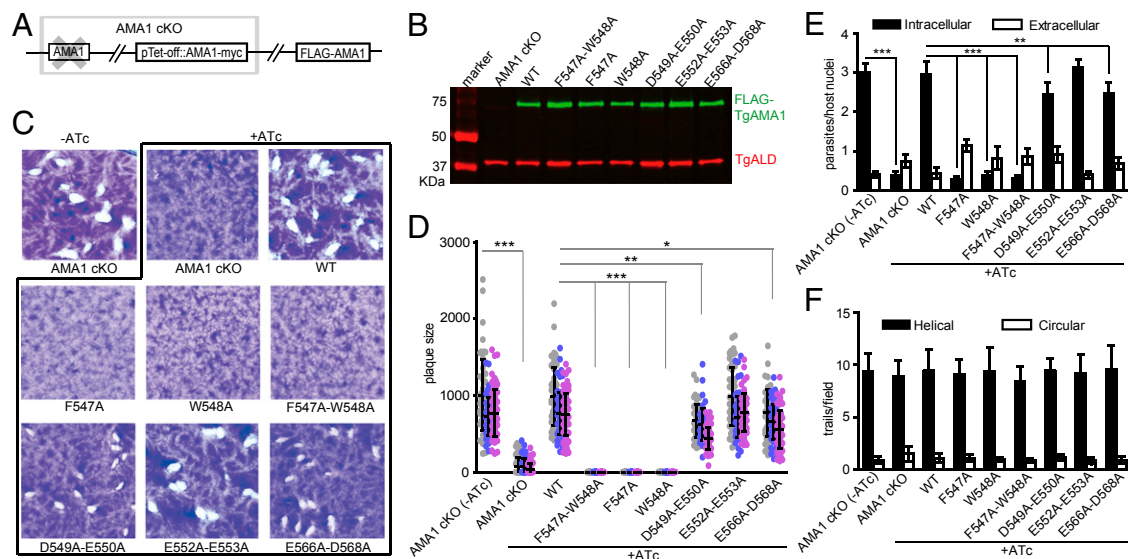 A
AMA1 cKO
AMA1
pTet-off::AMA1-myc
FLAG-AMA1
B
marker
AMA1 cKO
WT
F547A-W548A
F547A
W548A
D549A-E550A
E552A-E553A
E566A-D568A
75
50
37
KDa
FLAG-
TgAMA1
TgALD
C
-ATc
+ATc
AMA1 cKO
AMA1 cKO
WT
F547A
W548A
F547A-W548A
D549A-E550A
E552A-E553A
E566A-D568A
D
plaque size
3000
2000
1000
0
***
*
**
***
AMA1 cKO (-ATc)
AMA1 cKO
WT
F547A-W548A
F547A
W548A
D549A-E550A
E552A-E553A
E566A-D568A
+ATc
E
Intracellular
Extracellular
parasites/host nuclei
4
3
2
1
0
***
**
***
AMA1 cKO (-ATc)
AMA1 cKO
WT
F547A
W548A
F547A-W548A
D549A-E550A
E552A-E553A
E566A-D568A
+ATc
F
Helical
Circular
trails/field
15
10
5
0
AMA1 cKO (-ATc)
AMA1 cKO
WT
F547A
W548A
F547A-W548A
D549A-E550A
E552A-E553A
E566A-D568A
+ATc